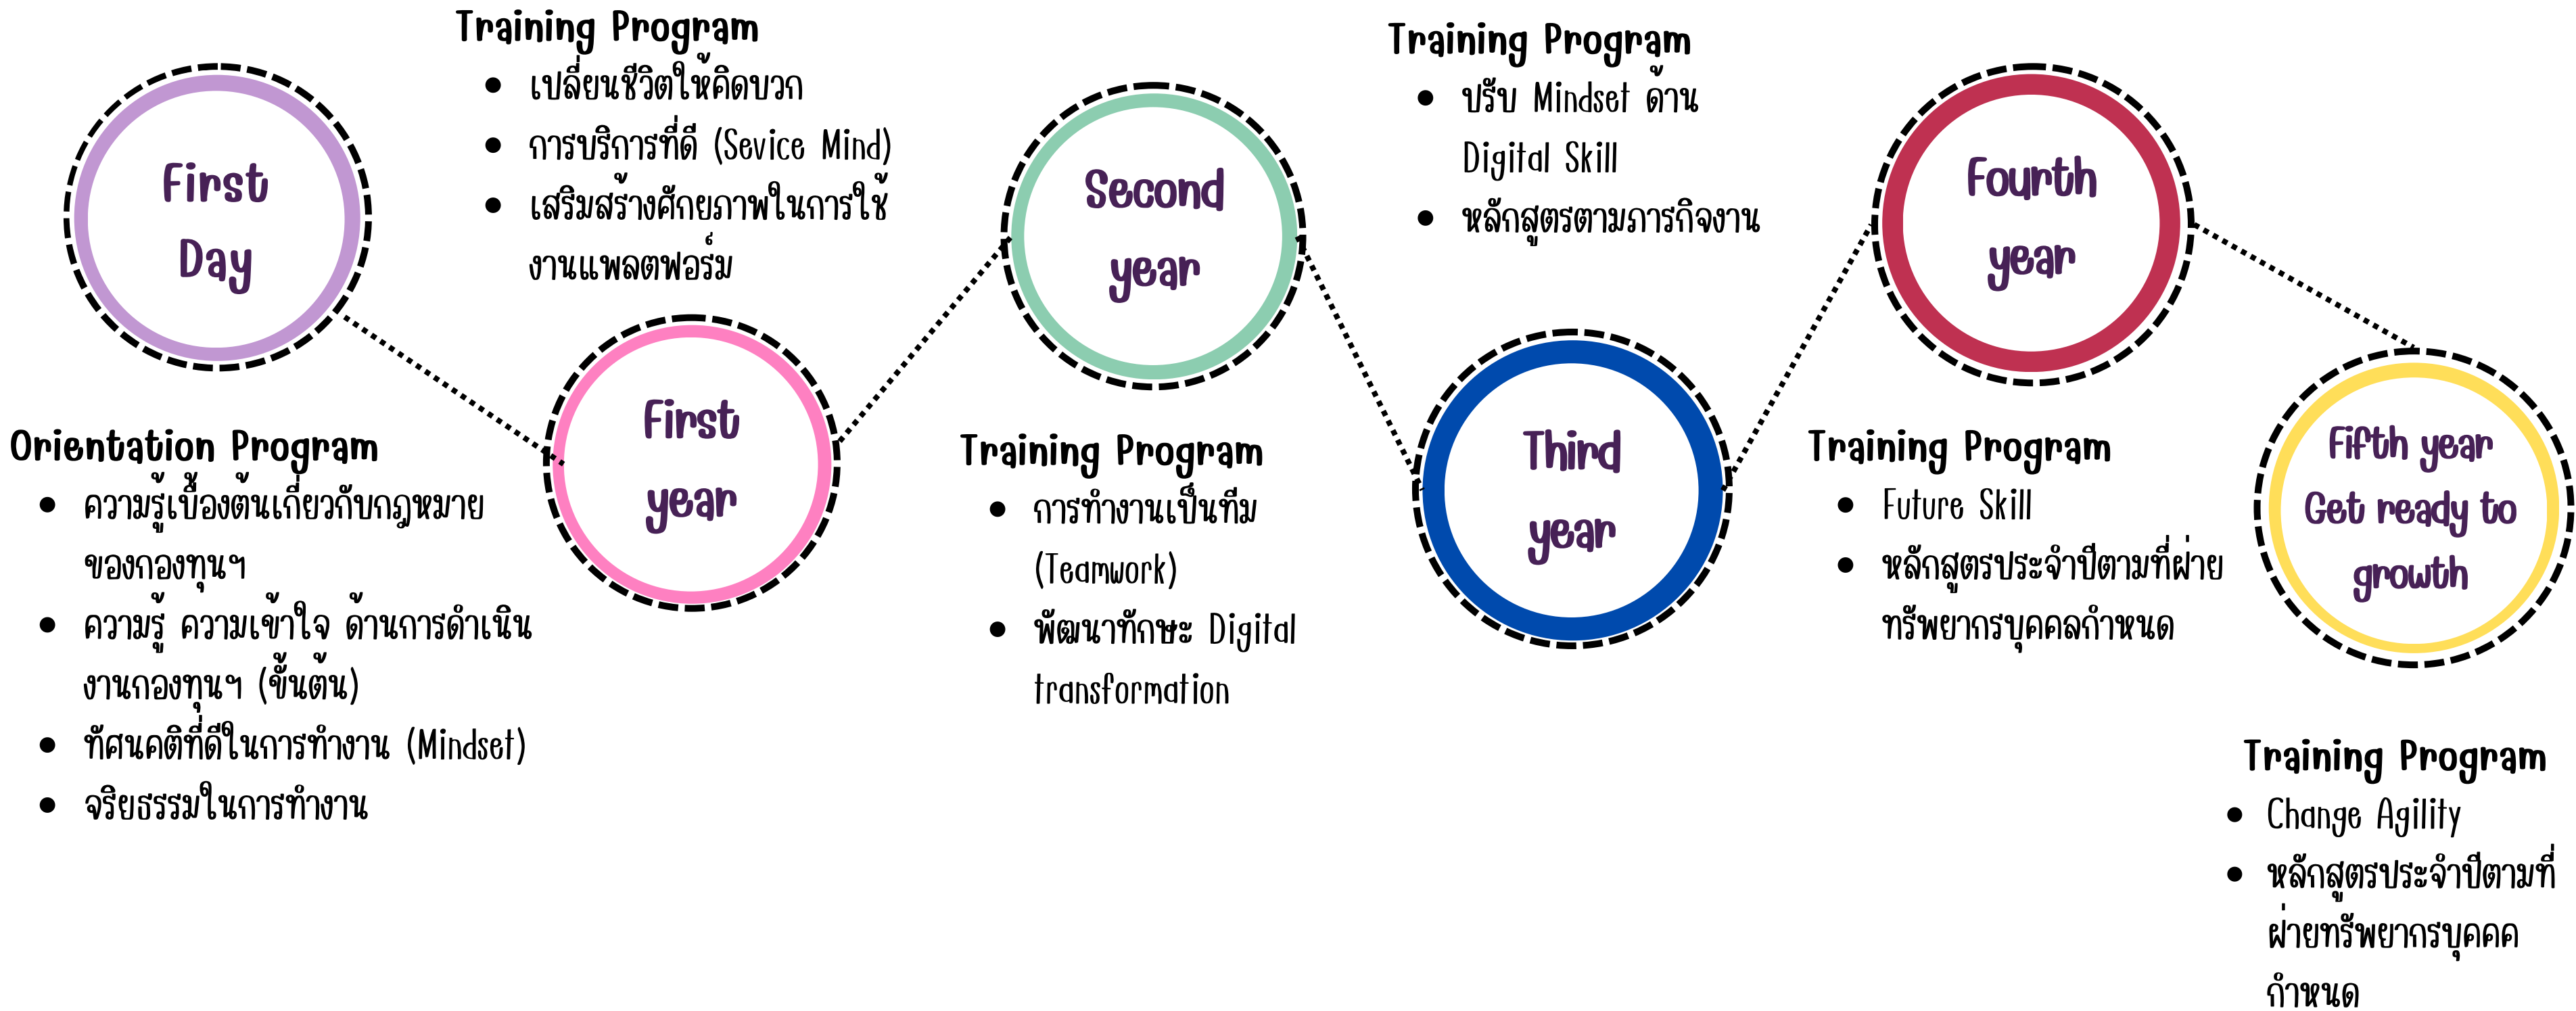 First
Day
Orientation Program
• ความรู้เบื้องต้นเกี่ยวกับกฎหมาย
ของกองทุนฯ
• ความรู้ ความเข้าใจ ด้านการดำเนิน
งานกองทุนฯ (ขั้นต้น)
• ทัศนคติที่ดีในการทำงาน (Mindset)
• จริยธรรมในการทำงาน
Training Program
• เปลี่ยนชีวิตให้คิดบวก
• การบริการที่ดี (Sevice Mind)
• เสริมสร้างศักยภาพในการใช้
งานแพลตฟอร์ม
First
year
Second
year
Training Program
• การทำงานเป็นทีม
(Teamwork)
• พัฒนาทักษะ Digital
transformation
Training Program
• ปรับ Mindset ด้าน
Digital Skill
• หลักสูตรตามภารกิจงาน
Third
year
Fourth
year
Training Program
• Future Skill
• หลักสูตรประจำปีตามที่ฝ่าย
ทรัพยากรบุคคลกำหนด
Fifth year
Get ready to
growth
Training Program
• Change Agility
• หลักสูตรประจำปีตามที่
ฝ่ายทรัพยากรบุคคค
กำหนด